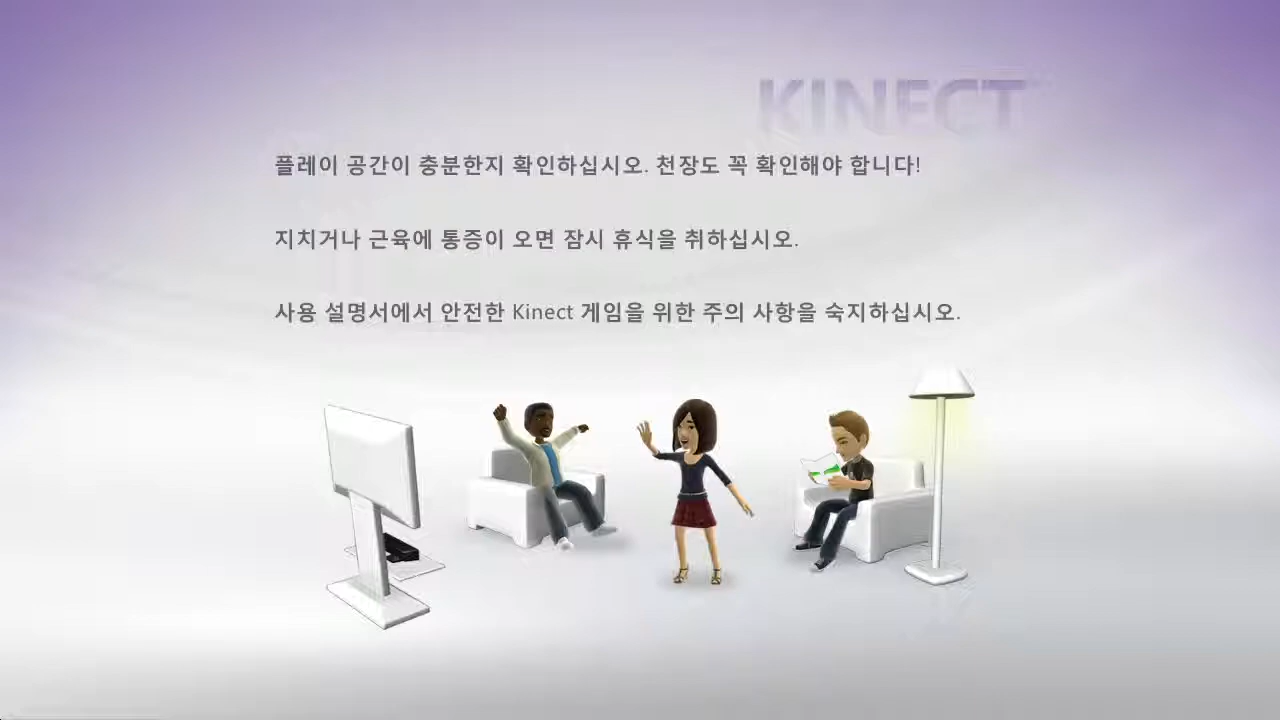 KINECT
플레이 공간이 충분한지 확인하십시오. 천장도 꼭 확인해야 합니다!
지치거나 근육에 통증이 오면 잠시 휴식을 취하십시오.
사용 설명서에서 안전한 Kinect 게임을 위한 주의 사항을 숙지하십시오.